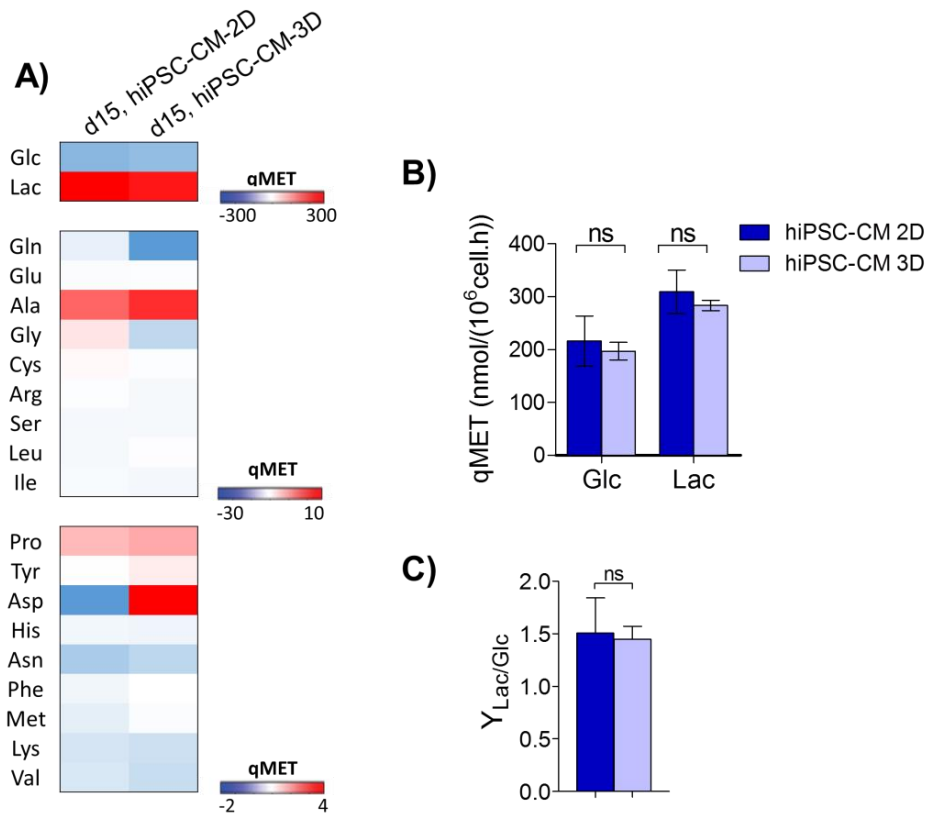 A)
d15, hiPSC-CM-2D
d15, hiPSC-CM-3D
Glc
Lac
qMET
-300 300
Gln
Glu
Ala
Gly
Cys
Arg
Ser
Leu
Ile
qMET
-30 10
Pro
Tyr
Asp
His
Asn
Phe
Met
Lys
Val
qMET
-2 4
B)
hiPSC-CM 2D
hiPSC-CM 3D
qMET (nmol/(10⁶cell.h))
400
300
200
100
0
ns ns
Glc Lac
C)
Y Lac/Glc
2.0
1.5
1.0
0.5
0.0
ns